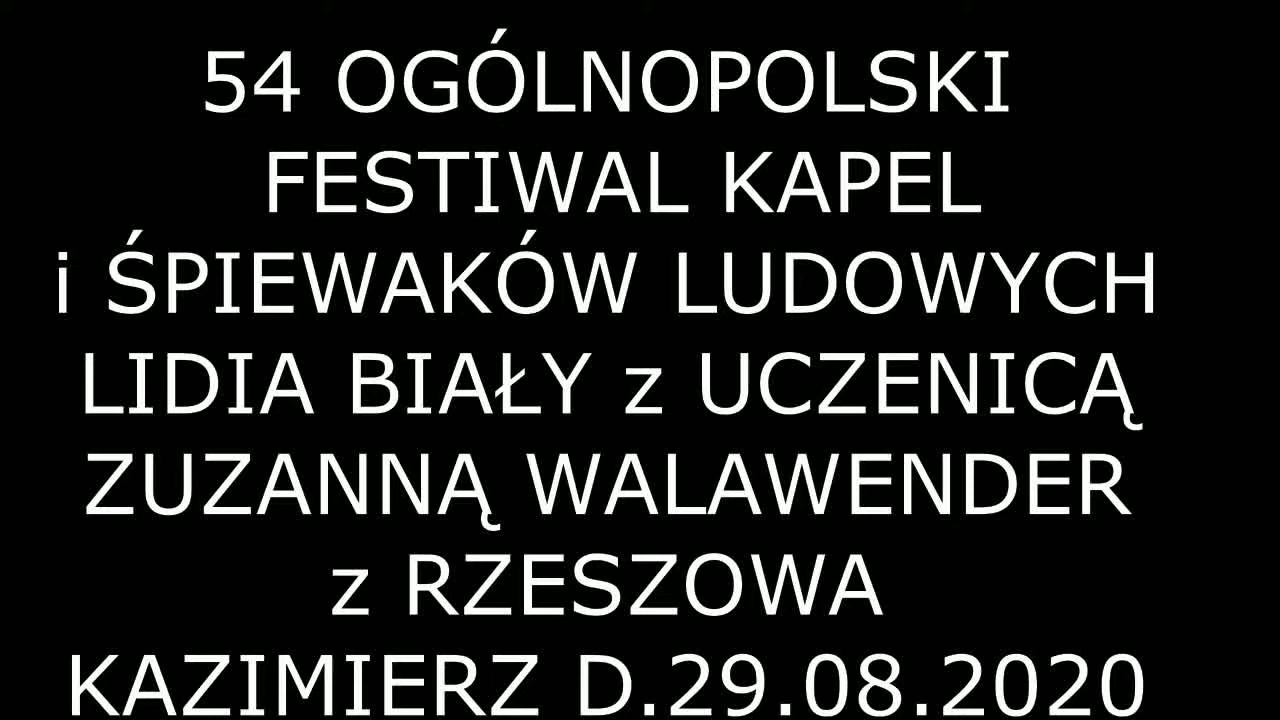 54 OGÓLNOPOLSKI
FESTIWAL KAPEL
i ŚPIEWAKÓW LUDOWYCH
LIDIA BIAŁY z UCZENICĄ
ZUZANNĄ WALAWENDER
z RZESZOWA
KAZIMIERZ D.29.08.2020